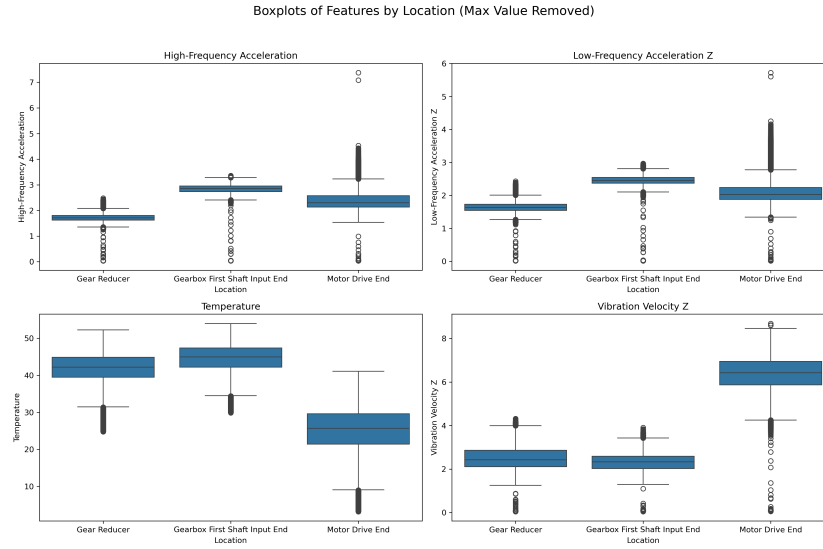 Boxplots of Features by Location (Max Value Removed)
High-Frequency Acceleration
High-Frequency Acceleration
7
6
5
4
3
2
1
0
Gear Reducer Gearbox First Shaft Input End Motor Drive End
Location
Low-Frequency Acceleration Z
Low-Frequency Acceleration Z
6
5
4
3
2
1
0
Gear Reducer Gearbox First Shaft Input End Motor Drive End
Location
Temperature
Temperature
50
40
30
20
10
Gear Reducer Gearbox First Shaft Input End Motor Drive End
Location
Vibration Velocity Z
Vibration Velocity Z
8
6
4
2
0
Gear Reducer Gearbox First Shaft Input End Motor Drive End
Location